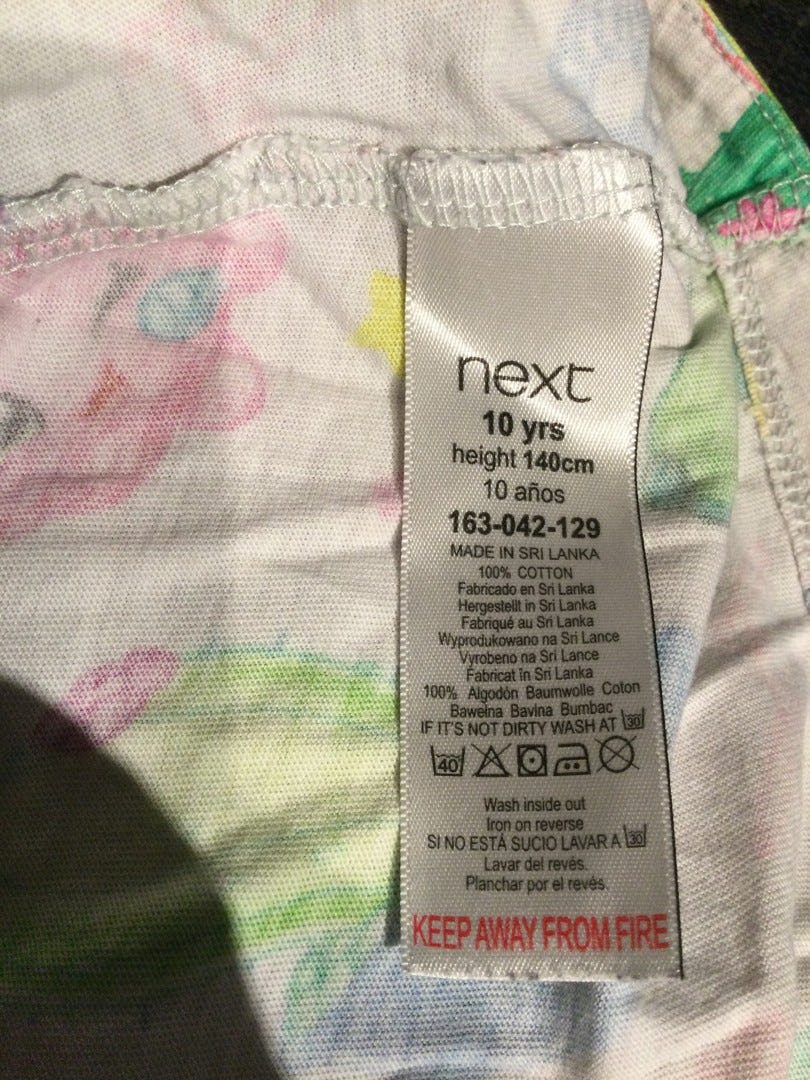 next
10 yrs
height 140cm
10 años
163-042-129
MADE IN SRI LANKA
100% COTTON
Fabricado en Sri Lanka
Hergestellt in Sri Lanka
Fabriqué au Sri Lanka
Wyprodukowano na Sri Lance
Vyrobeno na Sri Lance
Fabricat în Sri Lanka
100% Algodón Baumwolle Coton
Bawełna Bavlna Bumbac
IF IT'S NOT DIRTY WASH AT 30
40
Wash inside out
Iron on reverse
SI NO ESTÁ SUCIO LAVAR A 30
Lavar del revés.
Planchar por el revés.
KEEP AWAY FROM FIRE